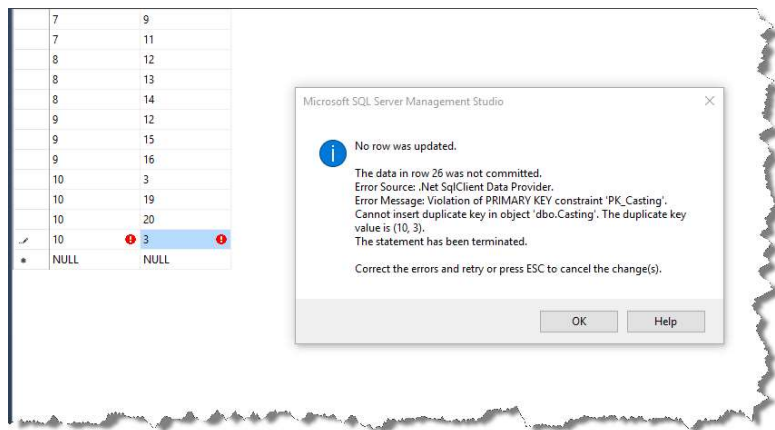 7 9
7 11
8 12
8 13
8 14
9 12
9 15
9 16
10 3
10 19
10 20
10 3
NULL NULL
Microsoft SQL Server Management Studio
No row was updated.
The data in row 26 was not committed.
Error Source: .Net SqlClient Data Provider.
Error Message: Violation of PRIMARY KEY constraint 'PK_Casting'.
Cannot insert duplicate key in object 'dbo.Casting'. The duplicate key
value is (10, 3).
The statement has been terminated.
Correct the errors and retry or press ESC to cancel the change(s).
OK Help